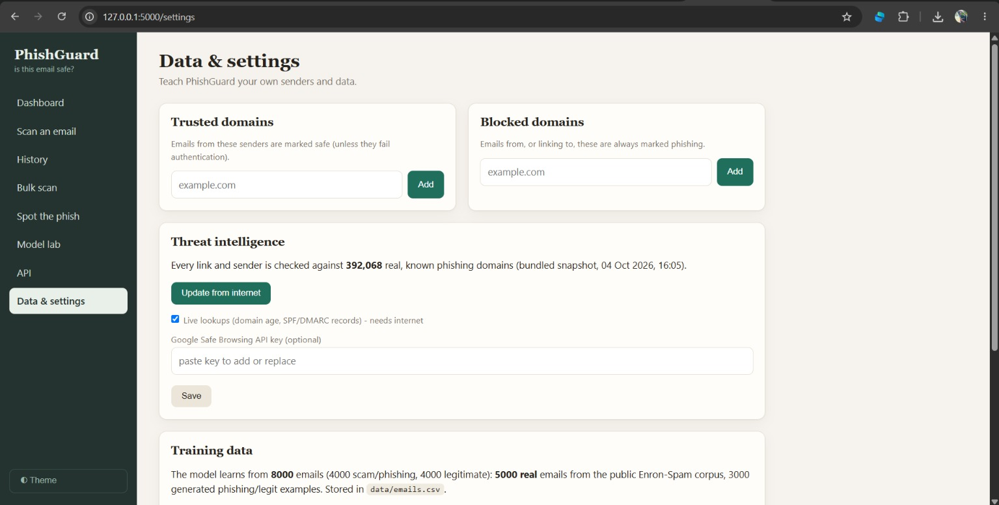 127.0.0.1:5000/settings
PhishGuard
is this email safe?
Dashboard
Scan an email
History
Bulk scan
Spot the phish
Model lab
API
Data & settings
Theme
Data & settings
Teach PhishGuard your own senders and data.
Trusted domains
Emails from these senders are marked safe (unless they fail
authentication).
example.com
Add
Blocked domains
Emails from, or linking to, these are always marked phishing.
example.com
Add
Threat intelligence
Every link and sender is checked against 392,068 real, known phishing domains (bundled snapshot, 04 Oct 2026, 16:05).
Update from internet
Live lookups (domain age, SPF/DMARC records) - needs internet
Google Safe Browsing API key (optional)
paste key to add or replace
Save
Training data
The model learns from 8000 emails (4000 scam/phishing, 4000 legitimate): 5000 real emails from the public Enron-Spam corpus, 3000
generated phishing/legit examples. Stored in data/emails.csv.